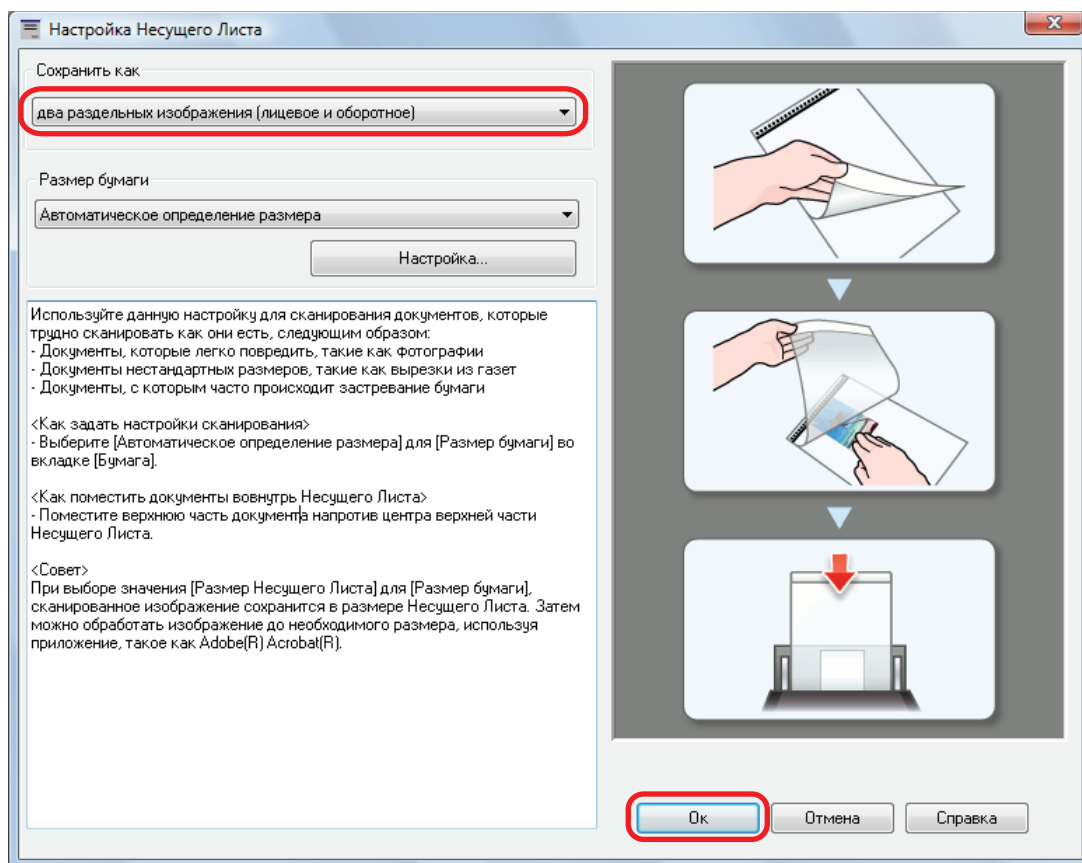 Настройка Несущего Листа
Сохранить как
два раздельных изображения (лицевое и оборотное)
Размер бумаги
Автоматическое определение размера
Настройка...
Используйте данную настройку для сканирования документов, которые
трудно сканировать как они есть, следующим образом:
- Документы, которые легко повредить, такие как фотографии
- Документы нестандартных размеров, такие как вырезки из газет
- Документы, с которым часто происходит застревание бумаги
<Как задать настройки сканирования>
- Выберите [Автоматическое определение размера] для [Размер бумаги] во
вкладке [Бумага].
<Как поместить документы вовнутрь Несущего Листа>
- Поместите верхнюю часть документа напротив центра верхней части
Несущего Листа.
<Совет>
При выборе значения [Размер Несущего Листа] для [Размер бумаги],
сканированное изображение сохранится в размере Несущего Листа. Затем
можно обработать изображение до необходимого размера, используя
приложение, такое как Adobe(R) Acrobat(R).
Ок
Отмена
Справка